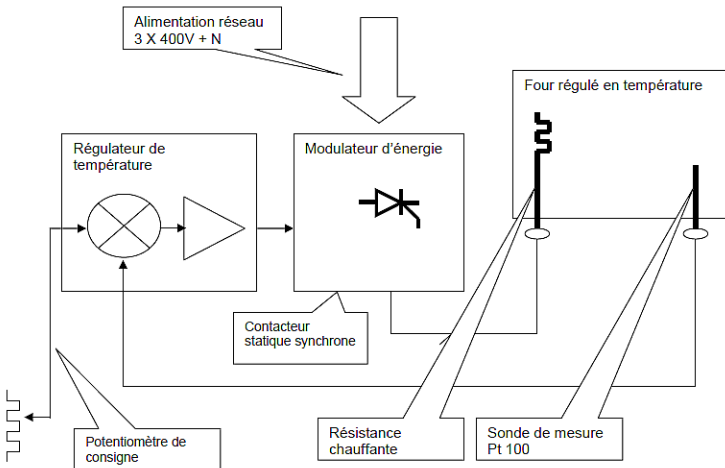 Alimentation réseau
3 X 400V + N
Four régulé en température
Régulateur de
température
Modulateur d'énergie
Contacteur
statique synchrone
Potentiomètre de
consigne
Résistance
chauffante
Sonde de mesure
Pt 100